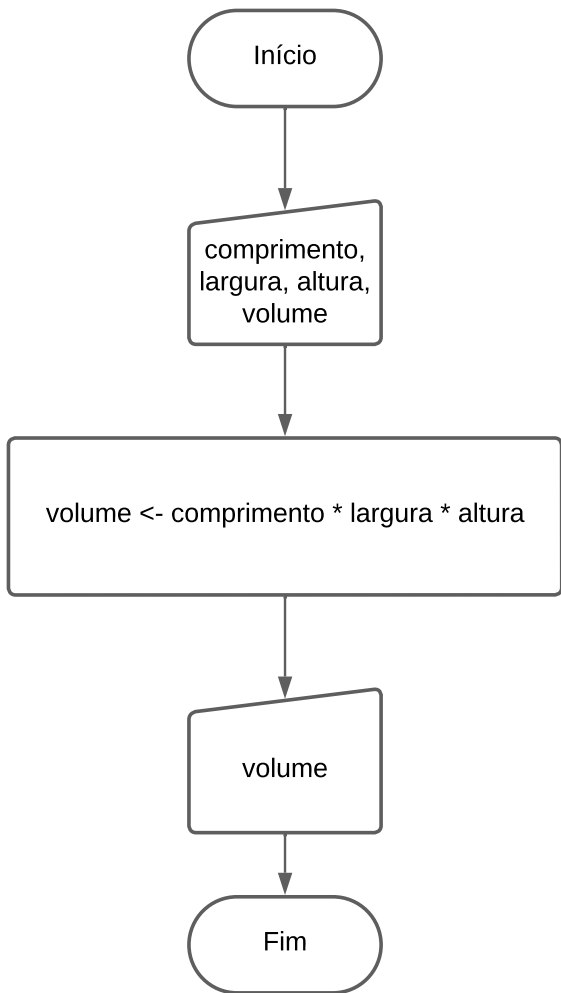 Início
comprimento,
largura, altura,
volume
volume <- comprimento * largura * altura
volume
Fim